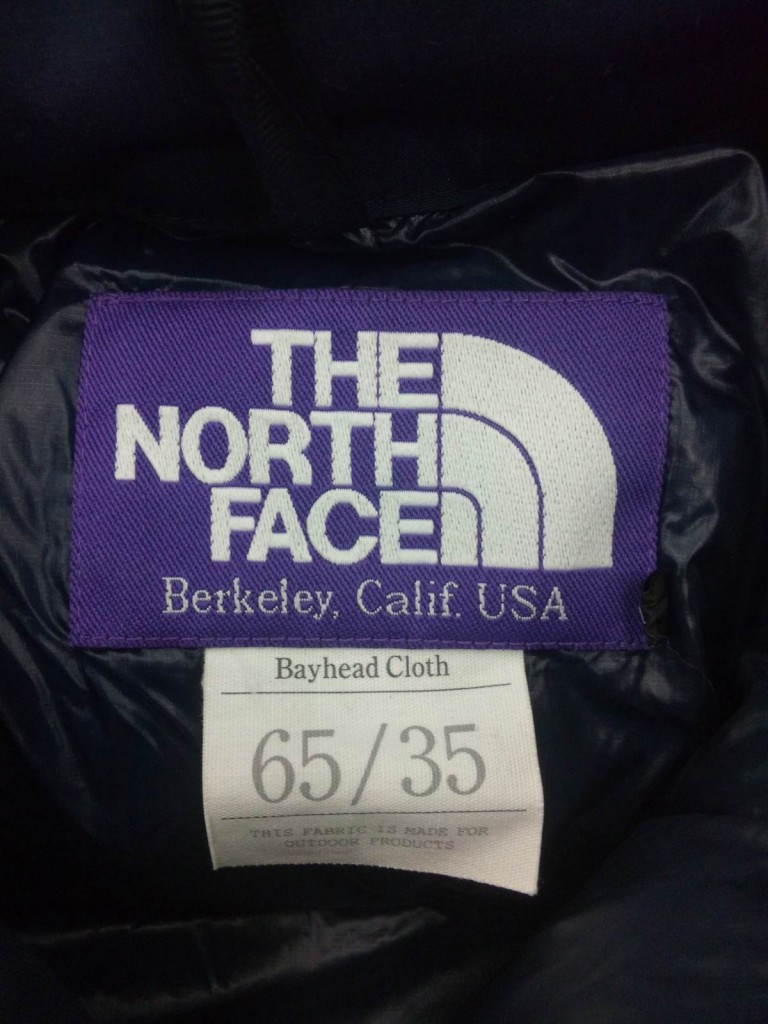 THE
NORTH
FACE
Berkeley, Calif. USA
Bayhead Cloth
65/35
THIS FABRIC IS MADE FOR
OUTDOOR PRODUCTS